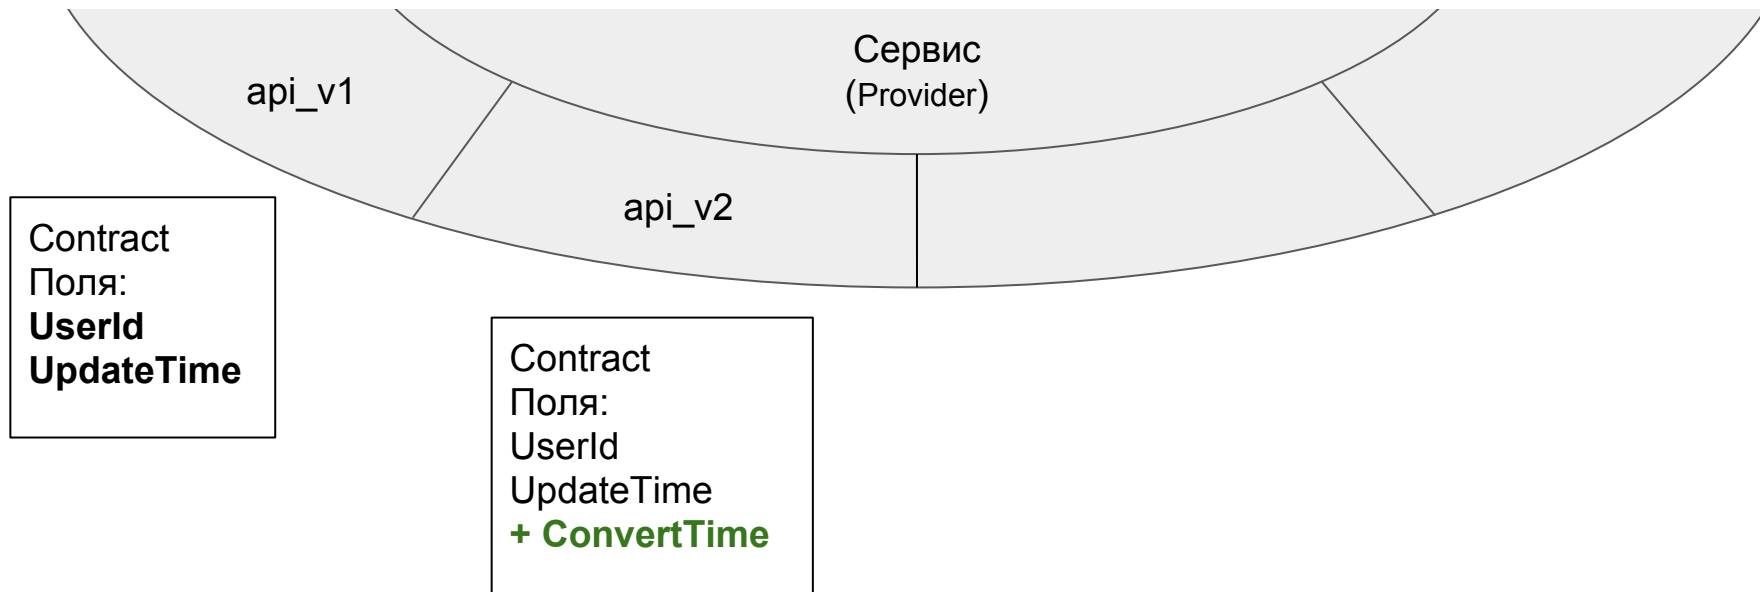 Сервис
(Provider)
api_v1
api_v2
Contract
Поля:
UserId
UpdateTime
Contract
Поля:
UserId
UpdateTime
+ ConvertTime